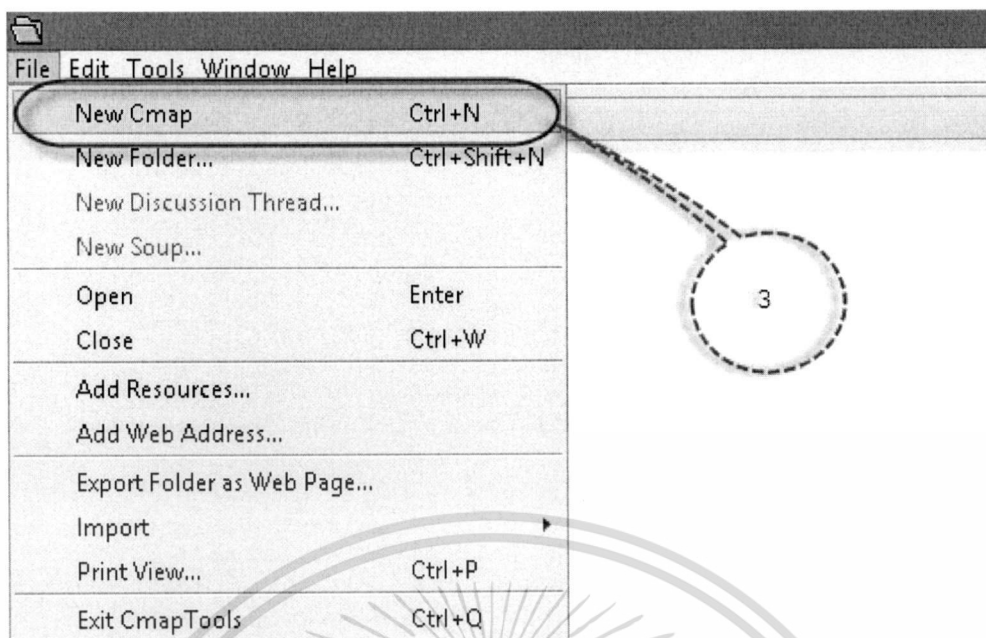 File Edit Tools Window Help
New Cmap Ctrl+N
New Folder... Ctrl+Shift+N
New Discussion Thread...
New Soup...
Open Enter
Close Ctrl+W
Add Resources...
Add Web Address...
Export Folder as Web Page...
Import
Print View... Ctrl+P
Exit CmapTools Ctrl+Q
3